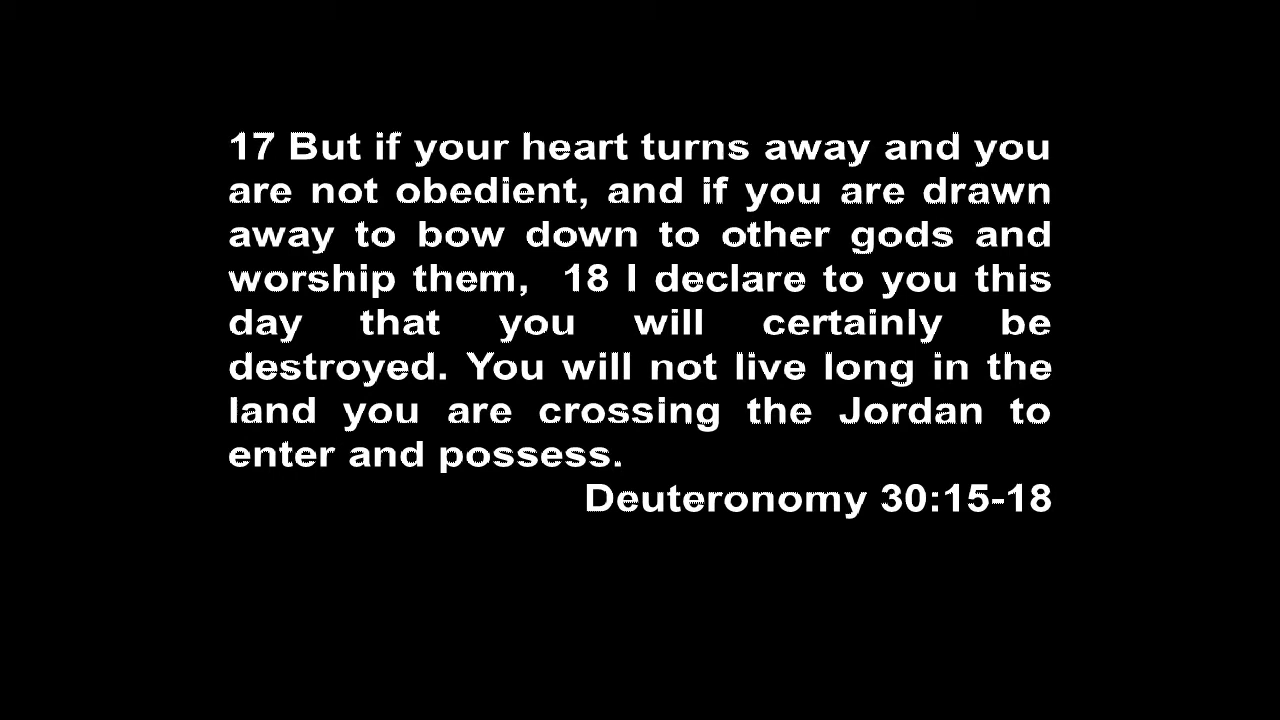 17 But if your heart turns away and you
are not obedient, and if you are drawn
away to bow down to other gods and
worship them,  18 I declare to you this
day that you will certainly be
destroyed. You will not live long in the
land you are crossing the Jordan to
enter and possess.
Deuteronomy 30:15-18